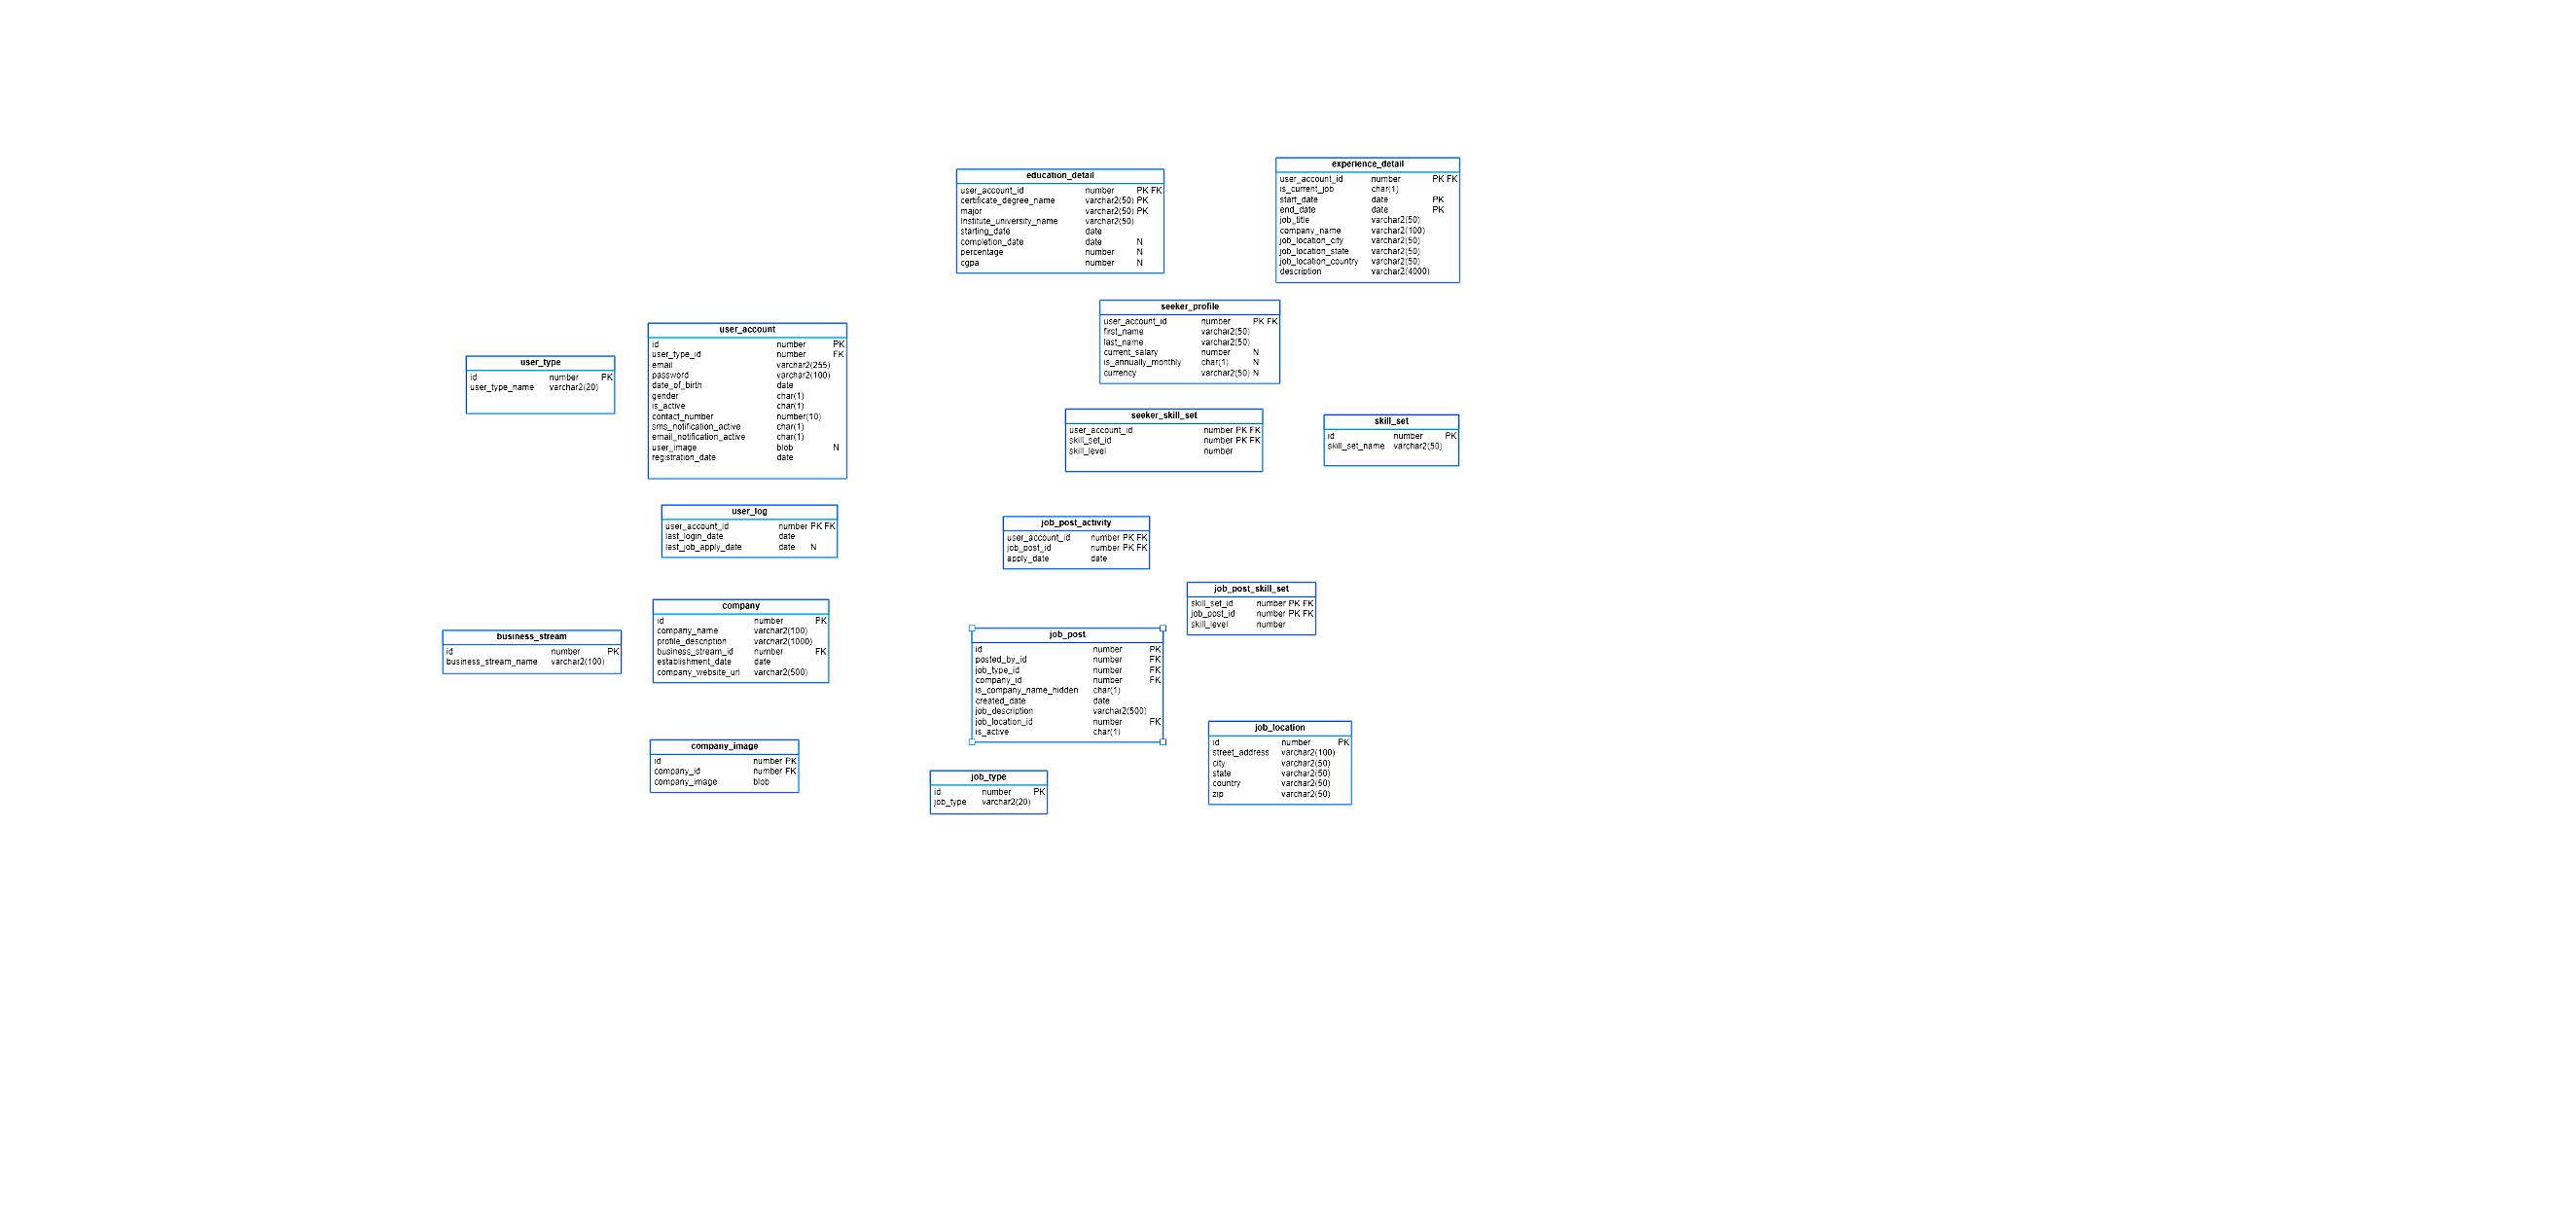 experience_detail
user_account_id number PK FK
is_current_job char(1)
start_date date PK
end_date date PK
job_title varchar2(50)
company_name varchar2(100)
job_location_city varchar2(50)
job_location_state varchar2(50)
job_location_country varchar2(50)
description varchar2(4000)
education_detail
user_account_id number PK FK
certificate_degree_name varchar2(50) PK
major varchar2(50) PK
Institute_university_name varchar2(50)
starting_date date
completion_date date N
percentage number N
cgpa number N
seeker_profile
user_account_id number PK FK
first_name varchar2(50)
last_name varchar2(50)
current_salary number N
is_annually_monthly char(1) N
currency varchar2(50) N
user_account
id number PK
user_type_id number FK
email varchar2(255)
password varchar2(100)
date_of_birth date
gender char(1)
is_active char(1)
contact_number number(10)
sms_notification_active char(1)
email_notification_active char(1)
user_image blob N
registration_date date
user_type
id number PK
user_type_name varchar2(20)
seeker_skill_set
user_account_id number PK FK
skill_set_id number PK FK
skill_level number
skill_set
id number PK
skill_set_name varchar2(50)
user_log
user_account_id number PK FK
last_login_date date
last_job_apply_date date N
job_post_activity
user_account_id number PK FK
job_post_id number PK FK
apply_date date
job_post_skill_set
skill_set_id number PK FK
job_post_id number PK FK
skill_level number
company
id number PK
company_name varchar2(100)
profile_description varchar2(1000)
business_stream_id number FK
establishment_date date
company_website_url varchar2(500)
business_stream
id number PK
business_stream_name varchar2(100)
job_post
id number PK
posted_by_id number FK
job_type_id number FK
company_id number FK
is_company_name_hidden char(1)
created_date date
job_description varchar2(500)
job_location_id number FK
is_active char(1)
job_location
id number PK
street_address varchar2(100)
city varchar2(50)
state varchar2(50)
country varchar2(50)
zip varchar2(50)
company_image
id number PK
company_id number FK
company_image blob
job_type
id number PK
job_type varchar2(20)